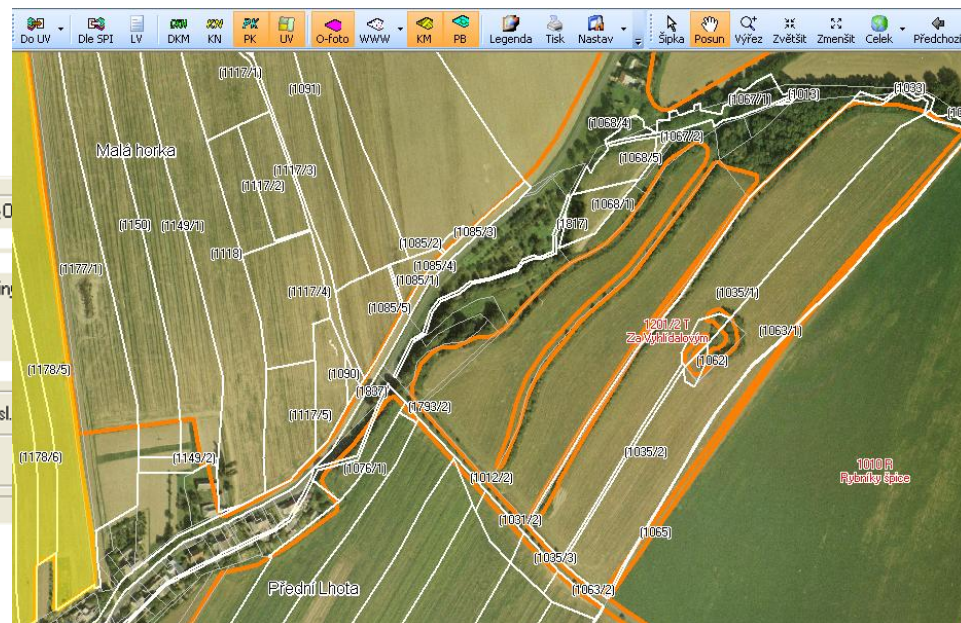 Do UV
Dle SPI
LV
DKM
KN
PK
UV
O-foto
WWW
KM
PB
Legenda
Tisk
Nastav
Šipka
Posun
Výřez
Zvětšit
Zmenšit
Celek
Předchozí
(1117/1)
(1091)
(1033)
(1067/1)
(1013)
(1068/4)
(1067/2)
Malá horka
(1068/5)
(1117/3)
(1117/2)
(1068/1)
(1150)
(1149/1)
(1817)
(1085/3)
(1085/2)
(1118)
(1085/4)
(1177/1)
(1085/1)
(1117/4)
(1035/1)
(1085/5)
1201/2 T
Za Vyhlídalovým
(1063/1)
(1062)
(1178/5)
(1090)
(1837)
(1793/2)
sl.
(1117/5)
(1035/2)
(1178/6)
(1149/2)
(1076/1)
1010 R
Rybníky špice
(1012/2)
(1031/2)
(1065)
(1035/3)
Přední Lhota
(1063/2)